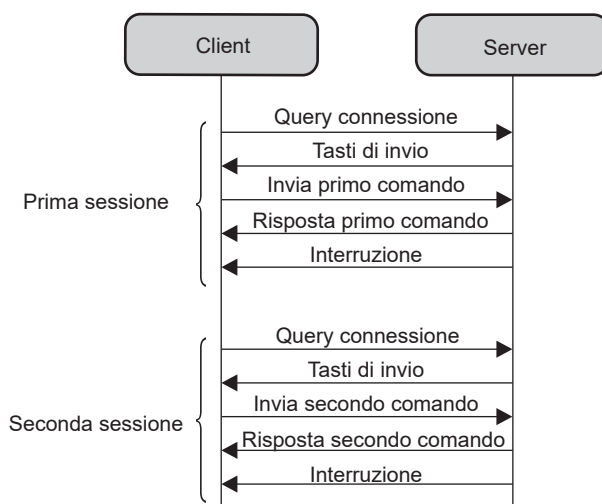 Client
Server
Query connessione
Tasti di invio
Invia primo comando
Prima sessione
Risposta primo comando
Interruzione
Query connessione
Tasti di invio
Invia secondo comando
Seconda sessione
Risposta secondo comando
Interruzione